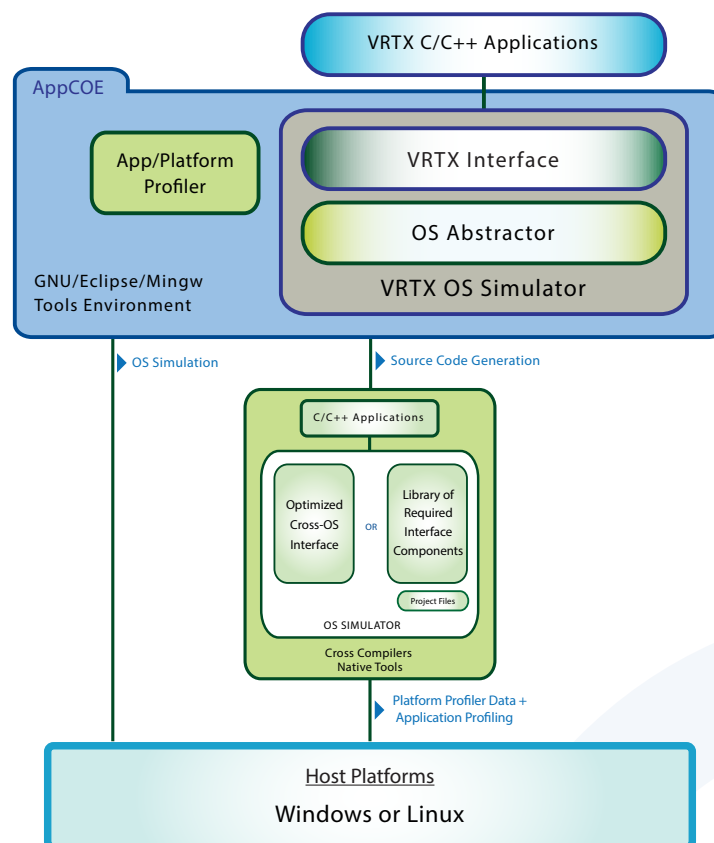 VRTX C/C++ Applications
AppCOE
App/Platform
Profiler
VRTX Interface
OS Abstractor
GNU/Eclipse/Mingw
Tools Environment
VRTX OS Simulator
OS Simulation
Source Code Generation
C/C++ Applications
Optimized
Cross-OS
Interface
OR
Library of
Required
Interface
Components
Project Files
OS SIMULATOR
Cross Compilers
Native Tools
Platform Profiler Data +
Application Profiling
Host Platforms
Windows or Linux